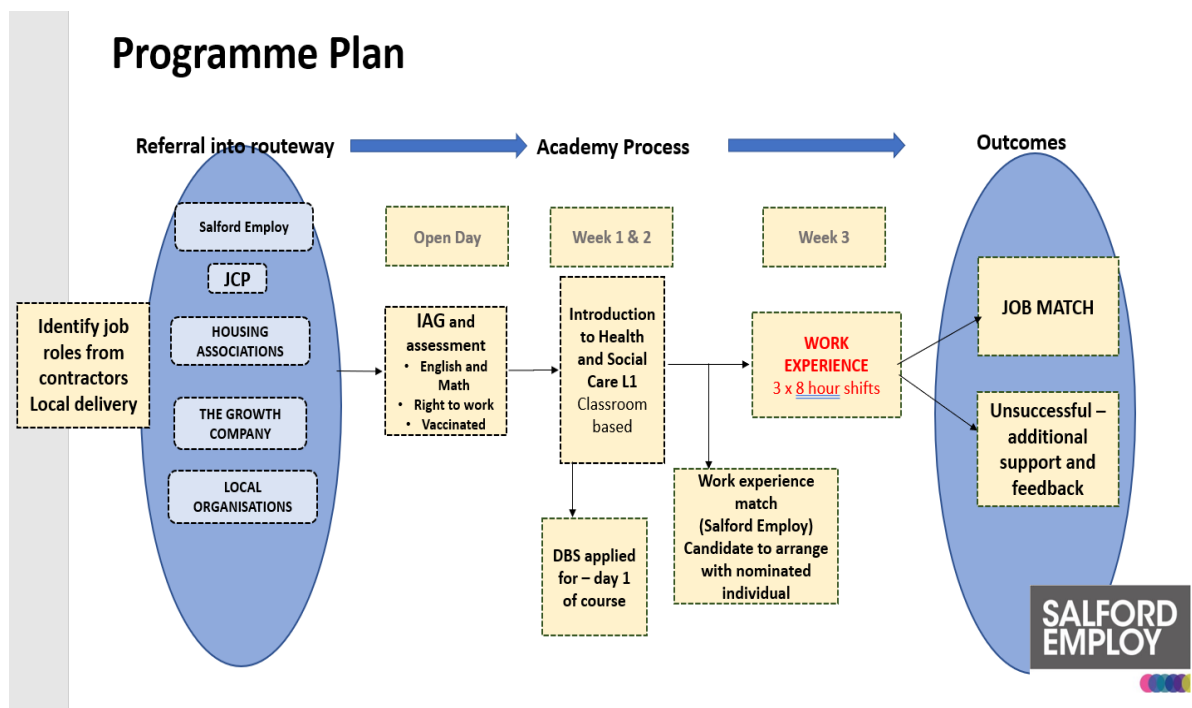 Programme Plan
Referral into routeway
Academy Process
Outcomes
Identify job
roles from
contractors
Local delivery
Salford Employ
JCP
HOUSING
ASSOCIATIONS
THE GROWTH
COMPANY
LOCAL
ORGANISATIONS
Open Day
IAG and
assessment
• English and
Math
• Right to work
• Vaccinated
Week 1 & 2
Introduction
to Health
and Social
Care L1
Classroom
based
DBS applied
for – day 1
of course
Work experience
match
(Salford Employ)
Candidate to arrange
with nominated
individual
Week 3
WORK
EXPERIENCE
3 x 8 hour shifts
JOB MATCH
Unsuccessful –
additional
support and
feedback
SALFORD
EMPLOY